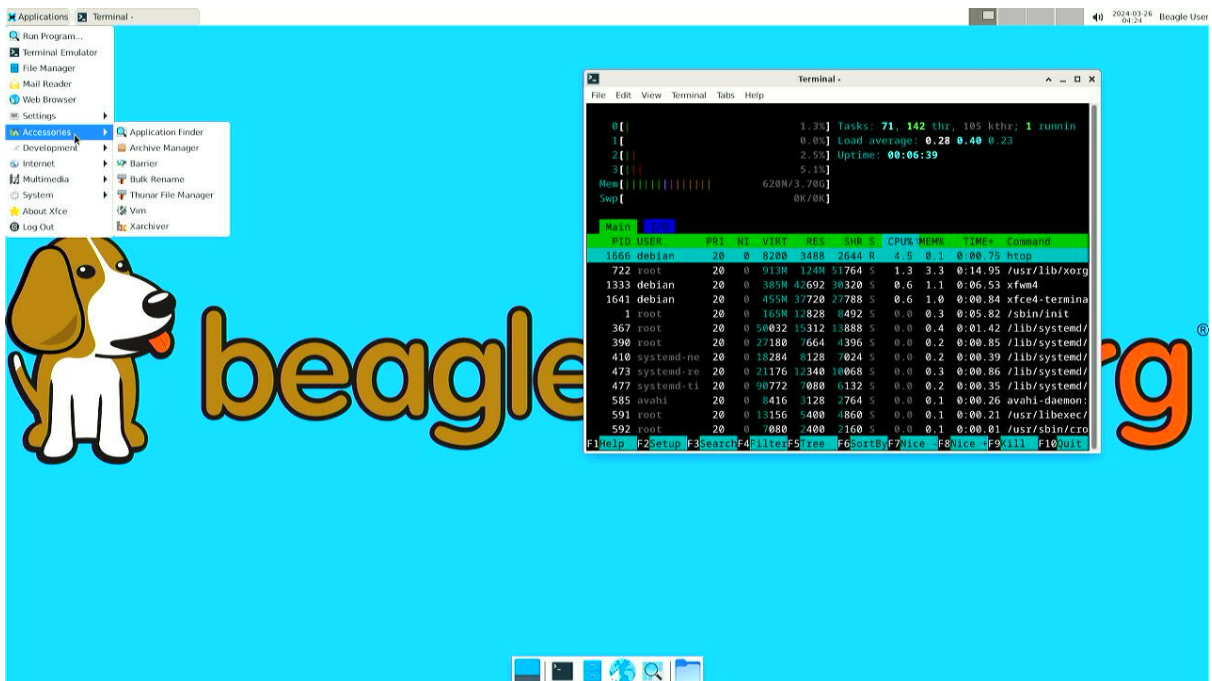 Applications Terminal - 2024-03-26 04:24 Beagle User
Run Program...
Terminal Emulator
File Manager
Mail Reader
Web Browser
Settings
Accessories
Development
Internet
Multimedia
System
About Xfce
Log Out
Application Finder
Archive Manager
Barrier
Bulk Rename
Thunar File Manager
Vim
Xarchiver
Terminal -
File Edit View Terminal Tabs Help
0[| 1.3%] Tasks: 71, 142 thr, 105 kthr; 1 runnin
1[ 0.0%] Load average: 0.28 0.40 0.23
2[|| 2.5%] Uptime: 00:06:39
3[||| 5.1%]
Mem[||||||||||||||| 620M/3.70G]
Swp[ 0K/0K]
Main I/O
PID USER PRI NI VIRT RES SHR S CPU% MEM% TIME+ Command
1666 debian 20 0 8200 3488 2644 R 4.5 0.1 0:00.75 htop
722 root 20 0 913M 124M 51764 S 1.3 3.3 0:14.95 /usr/lib/xorg
1333 debian 20 0 385M 42692 30320 S 0.6 1.1 0:06.53 xfwm4
1641 debian 20 0 455M 37720 27788 S 0.6 1.0 0:00.84 xfce4-termina
1 root 20 0 165M 12828 8492 S 0.0 0.3 0:05.82 /sbin/init
367 root 20 0 50032 15312 13888 S 0.0 0.4 0:01.42 /lib/systemd/
390 root 20 0 27180 7664 4396 S 0.0 0.2 0:00.85 /lib/systemd/
410 systemd-ne 20 0 18284 8128 7024 S 0.0 0.2 0:00.39 /lib/systemd/
473 systemd-re 20 0 21176 12340 10068 S 0.0 0.3 0:00.86 /lib/systemd/
477 systemd-ti 20 0 90772 7080 6132 S 0.0 0.2 0:00.35 /lib/systemd/
585 avahi 20 0 8416 3128 2764 S 0.0 0.1 0:00.26 avahi-daemon:
591 root 20 0 13156 5400 4860 S 0.0 0.1 0:00.21 /usr/libexec/
592 root 20 0 7080 2400 2160 S 0.0 0.1 0:00.01 /usr/sbin/cro
F1Help F2Setup F3SearchF4FilterF5Tree F6SortByF7Nice -F8Nice +F9Kill F10Quit
beagle rg®